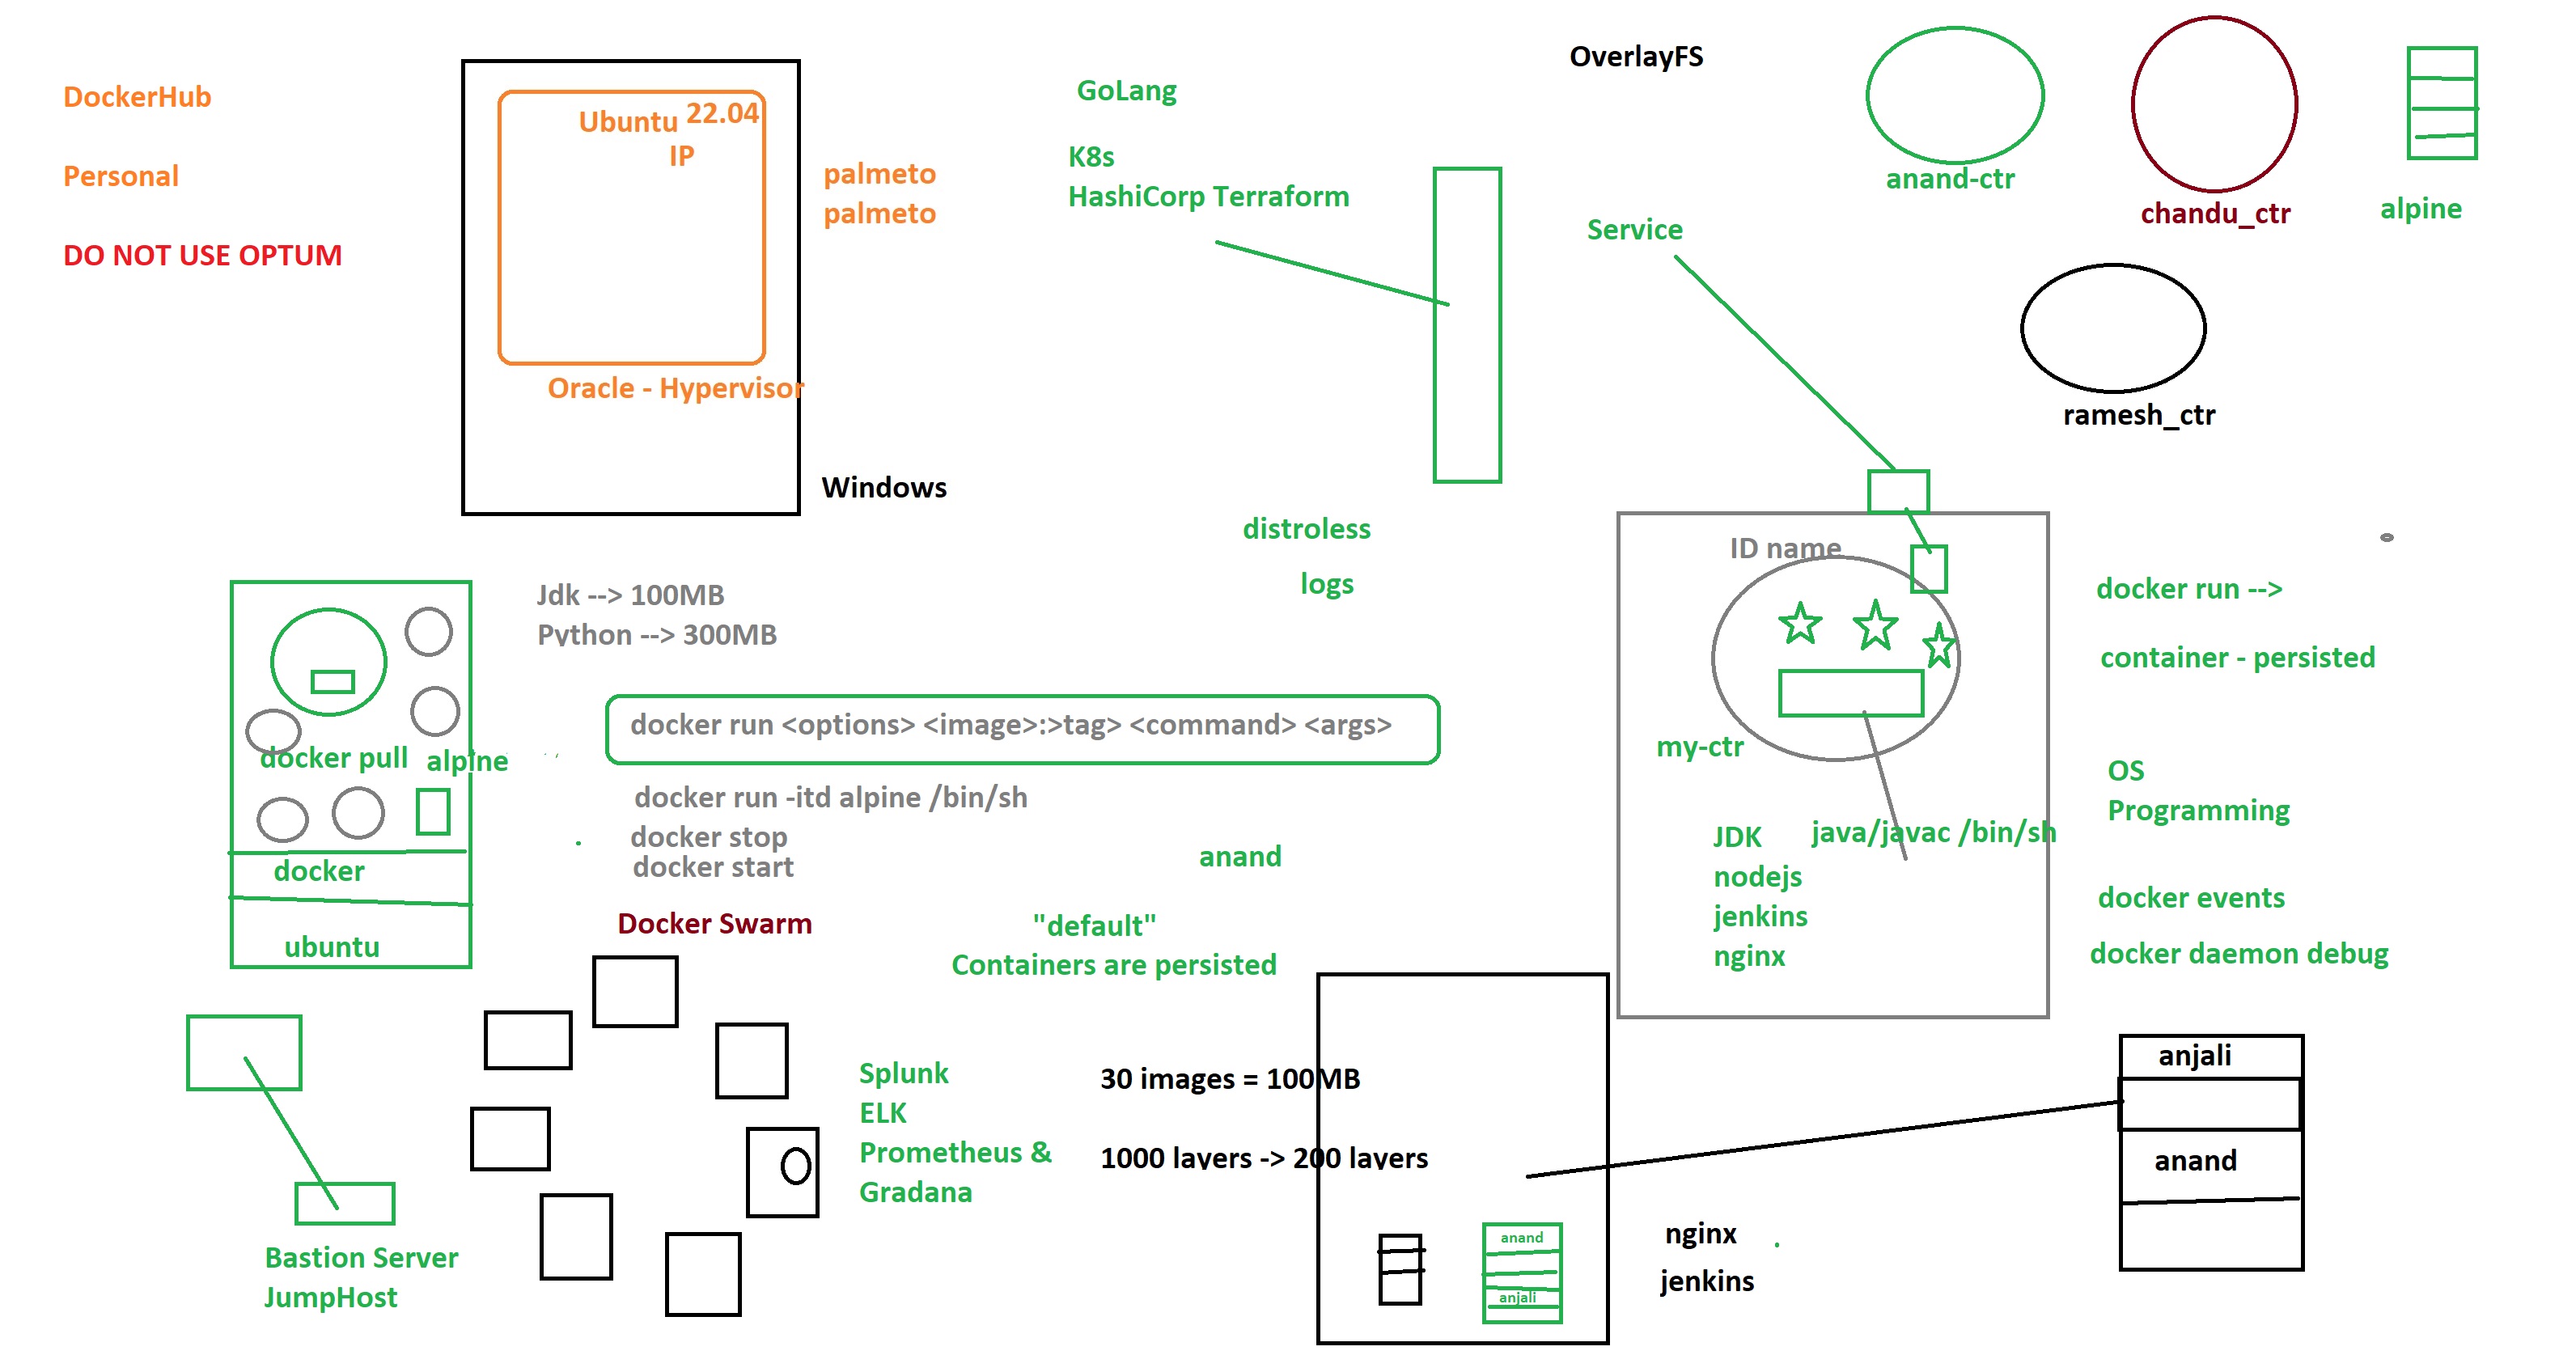 DockerHub
Personal
DO NOT USE OPTUM
Ubuntu 22.04
IP
Oracle - Hypervisor
palmeto
palmeto
Windows
GoLang
K8s
HashiCorp Terraform
OverlayFS
Service
anand-ctr
chandu_ctr
alpine
ramesh_ctr
distroless
logs
Jdk --> 100MB
Python --> 300MB
docker pull alpine
docker
ubuntu
docker run <options> <image>:>tag> <command> <args>
docker run -itd alpine /bin/sh
docker stop
docker start
anand
Docker Swarm
"default"
Containers are persisted
ID name
my-ctr
JDK
nodejs
jenkins
nginx
java/javac /bin/sh
docker run -->
container - persisted
OS
Programming
docker events
docker daemon debug
Bastion Server
JumpHost
Splunk
ELK
Prometheus &
Gradana
30 images = 100MB
1000 layers -> 200 layers
anand
anjali
nginx
jenkins
anjali
anand